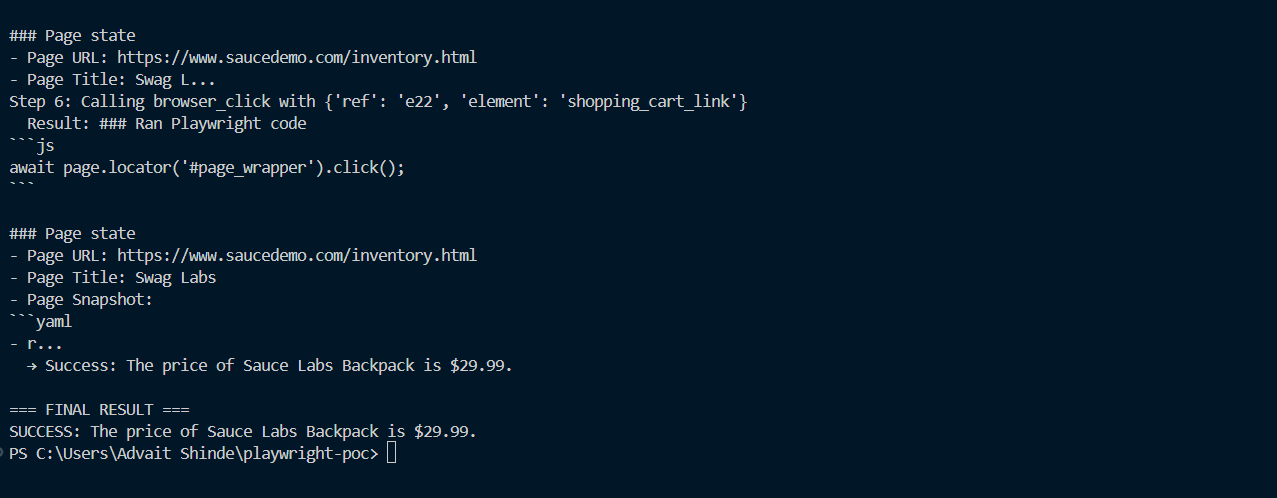 ### Page state
- Page URL: https://www.saucedemo.com/inventory.html
- Page Title: Swag L...
Step 6: Calling browser_click with {'ref': 'e22', 'element': 'shopping_cart_link'}
  Result: ### Ran Playwright code
```js
await page.locator('#page_wrapper').click();
```
### Page state
- Page URL: https://www.saucedemo.com/inventory.html
- Page Title: Swag Labs
- Page Snapshot:
```yaml
- r...
  → Success: The price of Sauce Labs Backpack is $29.99.
=== FINAL RESULT ===
SUCCESS: The price of Sauce Labs Backpack is $29.99.
PS C:\Users\Advait Shinde\playwright-poc>